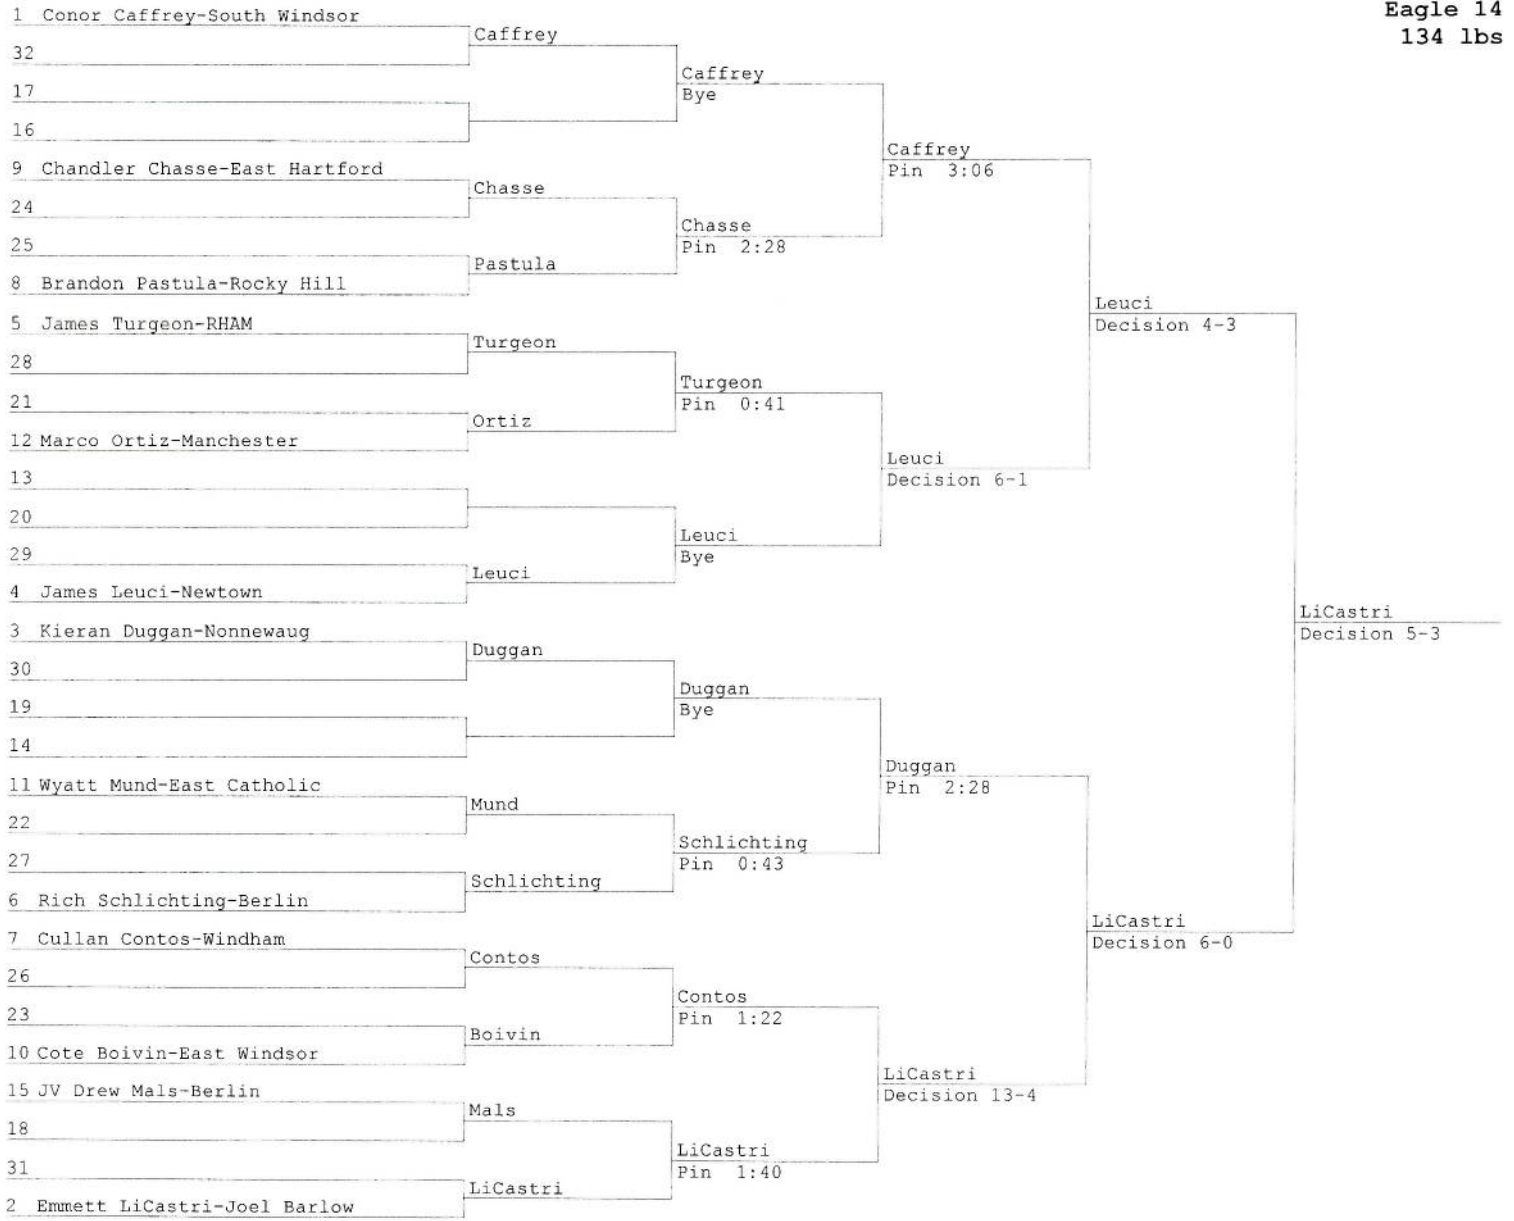 Eagle 14
134 lbs
1 Conor Caffrey-South Windsor
Caffrey
32
Caffrey
Bye
17
16
Caffrey
Pin 3:06
9 Chandler Chasse-East Hartford
Chasse
24
Chasse
Pin 2:28
25
Pastula
8 Brandon Pastula-Rocky Hill
Leuci
Decision 4-3
5 James Turgeon-RHAM
Turgeon
28
Turgeon
Pin 0:41
21
Ortiz
12 Marco Ortiz-Manchester
Leuci
Decision 6-1
13
20
Leuci
Bye
29
Leuci
4 James Leuci-Newtown
LiCastri
Decision 5-3
3 Kieran Duggan-Nonnewaug
Duggan
30
Duggan
Bye
19
14
Duggan
Pin 2:28
11 Wyatt Mund-East Catholic
Mund
22
Schlichting
Pin 0:43
27
Schlichting
6 Rich Schlichting-Berlin
LiCastri
Decision 6-0
7 Cullan Contos-Windham
Contos
26
Contos
Pin 1:22
23
Boivin
10 Cote Boivin-East Windsor
LiCastri
Decision 13-4
15 JV Drew Mals-Berlin
Mals
18
LiCastri
Pin 1:40
31
LiCastri
2 Emmett LiCastri-Joel Barlow